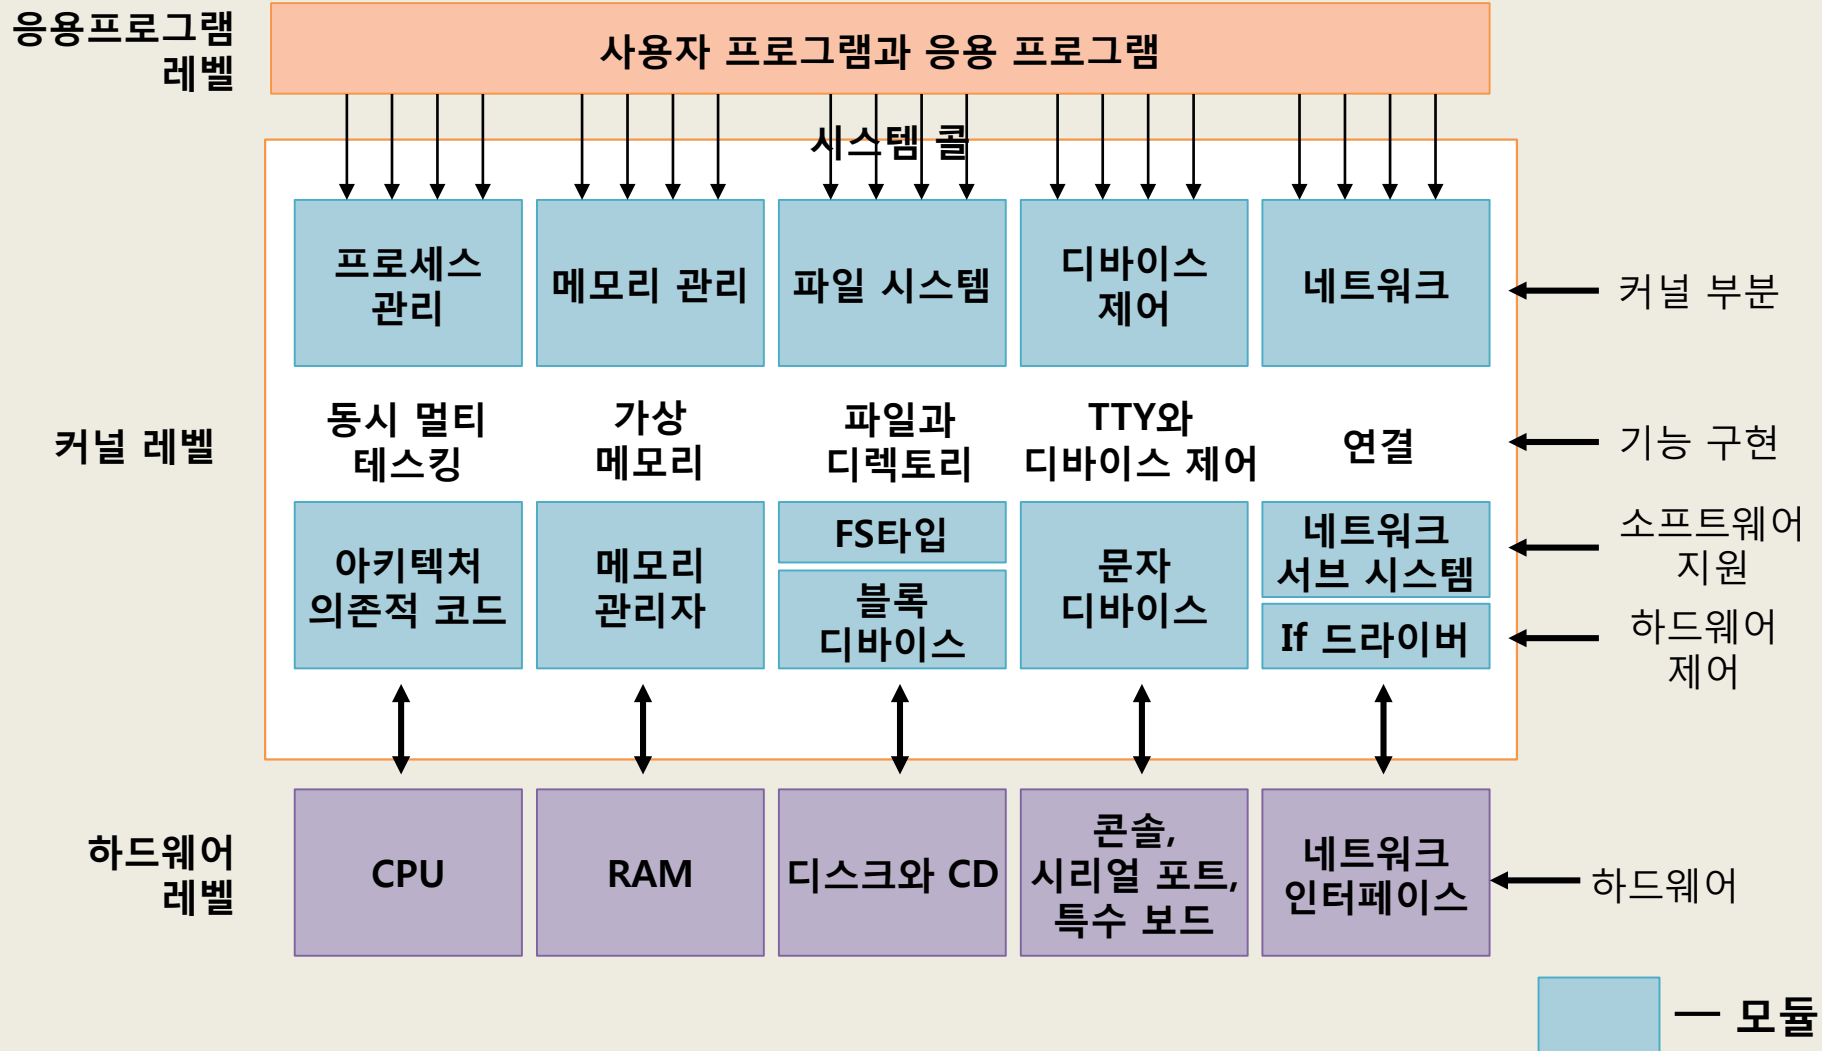 응용프로그램
레벨
사용자 프로그램과 응용 프로그램
시스템 콜
프로세스
관리
메모리 관리
파일 시스템
디바이스
제어
네트워크
커널 부분
커널 레벨
동시 멀티
테스킹
가상
메모리
파일과
디렉토리
TTY와
디바이스 제어
연결
기능 구현
아키텍처
의존적 코드
메모리
관리자
FS타입
블록
디바이스
문자
디바이스
네트워크
서브 시스템
If 드라이버
소프트웨어
지원
하드웨어
제어
하드웨어
레벨
CPU
RAM
디스크와 CD
콘솔,
시리얼 포트,
특수 보드
네트워크
인터페이스
하드웨어
모듈